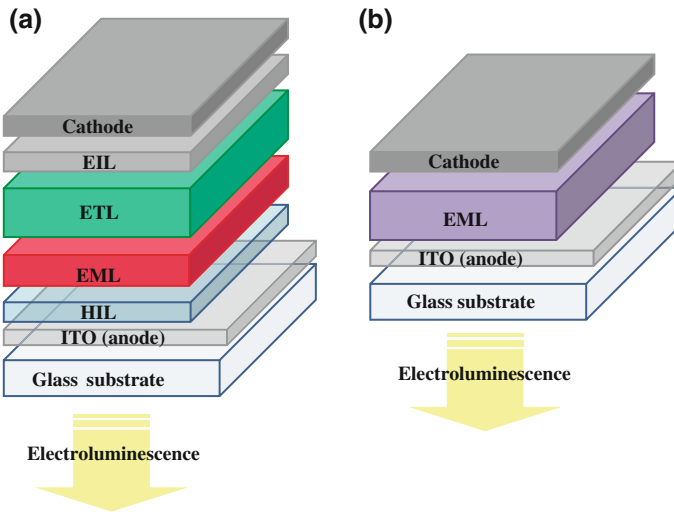 (a)
Cathode
EIL
ETL
EML
HIL
ITO (anode)
Glass substrate
Electroluminescence
(b)
Cathode
EML
ITO (anode)
Glass substrate
Electroluminescence